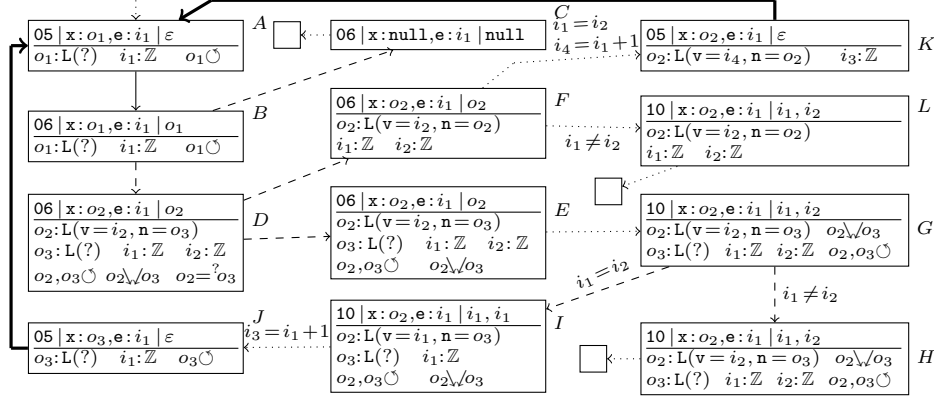 A
05 | x:o₁,e:i₁ | ε
o₁:L(?) i₁:ℤ o₁↺
B
06 | x:o₁,e:i₁ | o₁
o₁:L(?) i₁:ℤ o₁↺
C
06 | x:null,e:i₁ | null
i₁=i₂
i₄=i₁+1
K
05 | x:o₂,e:i₁ | ε
o₂:L(v=i₄,n=o₂) i₃:ℤ
F
06 | x:o₂,e:i₁ | o₂
o₂:L(v=i₂,n=o₂)
i₁:ℤ i₂:ℤ
i₁≠i₂
L
10 | x:o₂,e:i₁ | i₁,i₂
o₂:L(v=i₂,n=o₂)
i₁:ℤ i₂:ℤ
D
06 | x:o₂,e:i₁ | o₂
o₂:L(v=i₂,n=o₃)
o₃:L(?) i₁:ℤ i₂:ℤ
o₂,o₃↺ o₂\\//o₃ o₂=?o₃
E
06 | x:o₂,e:i₁ | o₂
o₂:L(v=i₂,n=o₃)
o₃:L(?) i₁:ℤ i₂:ℤ
o₂,o₃↺ o₂\\//o₃
G
10 | x:o₂,e:i₁ | i₁,i₂
o₂:L(v=i₂,n=o₃) o₂\\//o₃
o₃:L(?) i₁:ℤ i₂:ℤ o₂,o₃↺
i₁=i₂
i₁≠i₂
J
05 | x:o₃,e:i₁ | ε
o₃:L(?) i₁:ℤ o₃↺
i₃=i₁+1
I
10 | x:o₂,e:i₁ | i₁,i₁
o₂:L(v=i₁,n=o₃)
o₃:L(?) i₁:ℤ
o₂,o₃↺ o₂\\//o₃
H
10 | x:o₂,e:i₁ | i₁,i₂
o₂:L(v=i₂,n=o₃) o₂\\//o₃
o₃:L(?) i₁:ℤ i₂:ℤ o₂,o₃↺